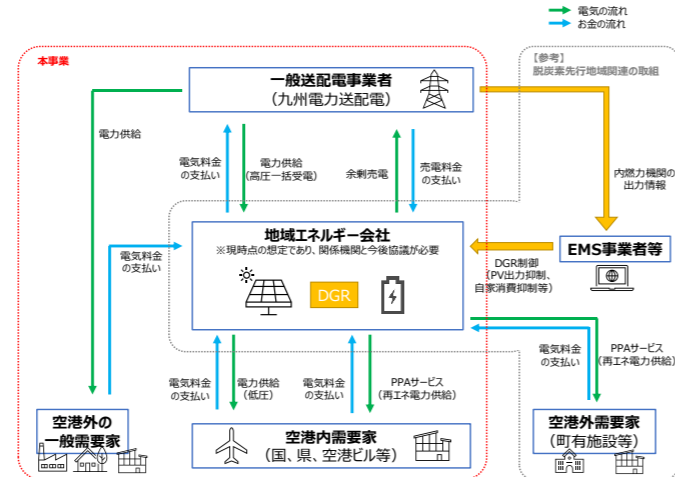 電気の流れ
お金の流れ
本事業
【参考】
脱炭素先行地域関連の取組
一般送配電事業者
（九州電力送配電）
電力供給
電気料金
の支払い
電力供給
（高圧一括受電）
余剰売電
売電料金
の支払い
内燃力機関の
出力情報
地域エネルギー会社
※現時点の想定であり、関係機関と今後協議が必要
DGR
EMS事業者等
DGR制御
（PV出力抑制、
自家消費抑制等）
電気料金
の支払い
電気料金
の支払い
電力供給
（低圧）
電気料金
の支払い
PPAサービス
（再エネ電力供給）
電気料金
の支払い
PPAサービス
（再エネ電力供給）
空港外の
一般需要家
空港内需要家
（国、県、空港ビル等）
空港外需要家
（町有施設等）